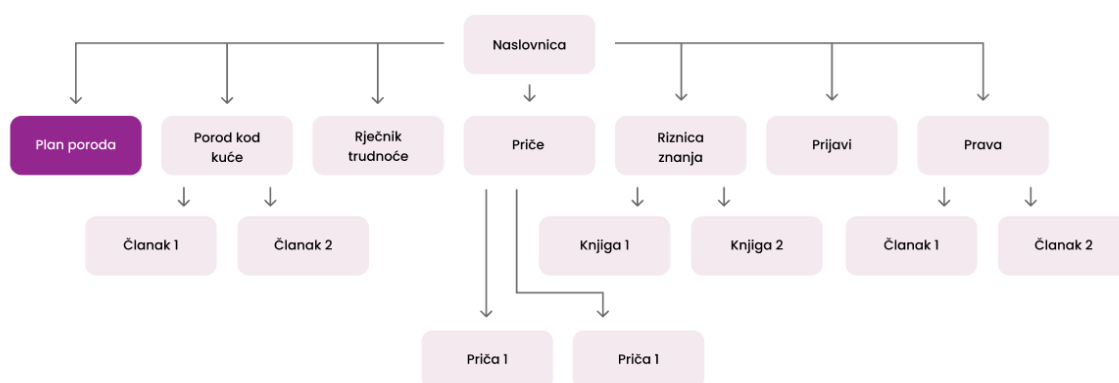 Naslovnica
Plan poroda
Porod kod
kuće
Rječnik
trudnoće
Priče
Riznica
znanja
Prijavi
Prava
Članak 1
Članak 2
Knjiga 1
Knjiga 2
Članak 1
Članak 2
Priča 1
Priča 1